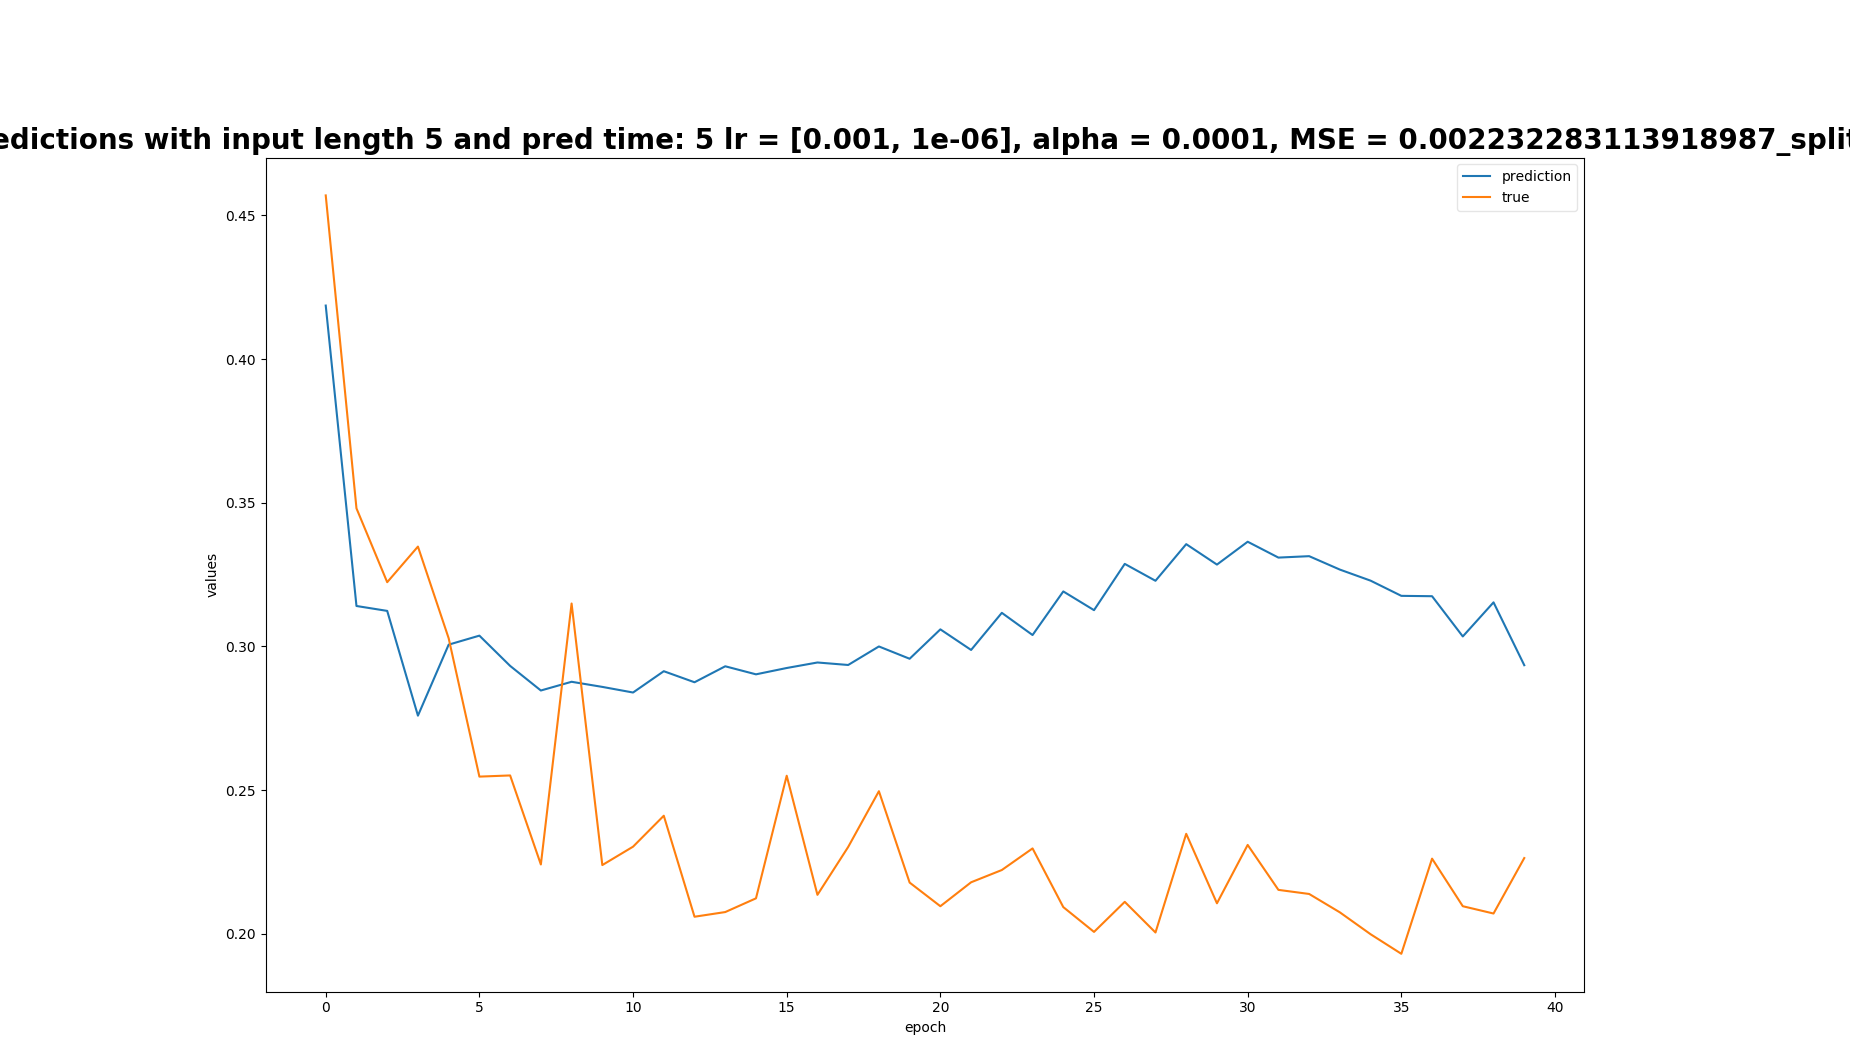 edictions with input length 5 and pred time: 5 lr = [0.001, 1e-06], alpha = 0.0001, MSE = 0.002232283113918987_split
prediction
true
0.45
0.40
0.35
0.30
0.25
0.20
values
0 5 10 15 20 25 30 35 40
epoch